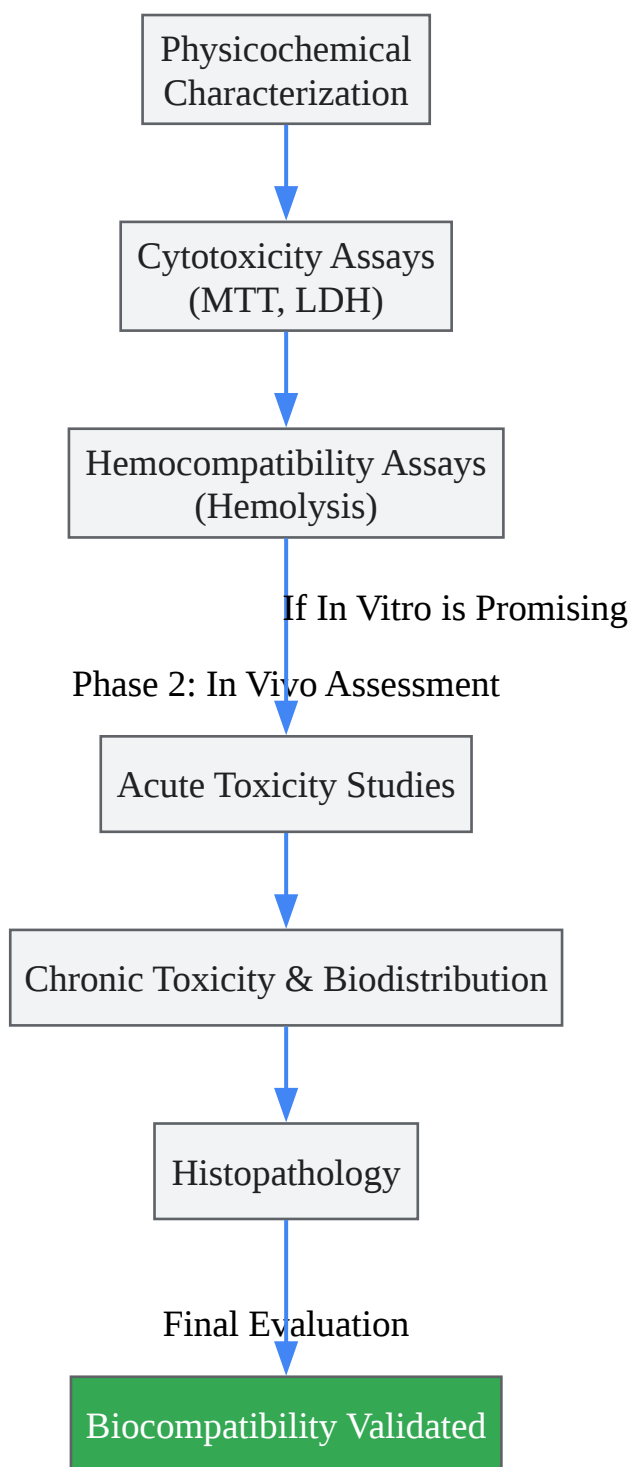 Physicochemical
Characterization
Cytotoxicity Assays
(MTT, LDH)
Hemocompatibility Assays
(Hemolysis)
If In Vitro is Promising
Phase 2: In Vivo Assessment
Acute Toxicity Studies
Chronic Toxicity & Biodistribution
Histopathology
Final Evaluation
Biocompatibility Validated